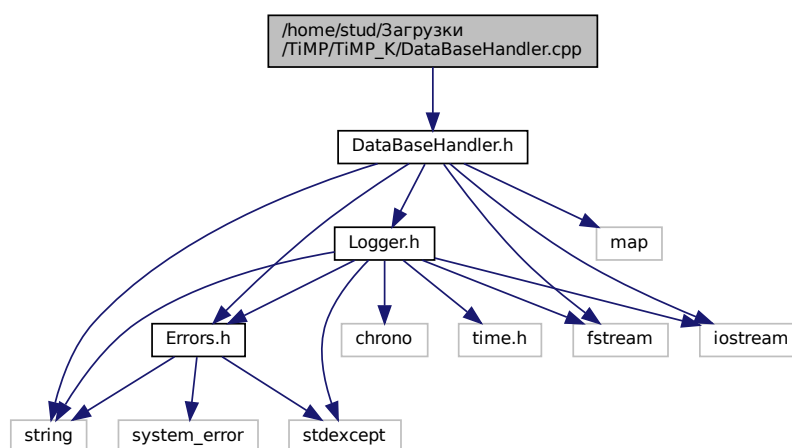 /home/stud/Загрузки
/TiMP/TiMP_K/DataBaseHandler.cpp
DataBaseHandler.h
Logger.h
map
Errors.h
chrono
time.h
fstream
iostream
string
system_error
stdexcept